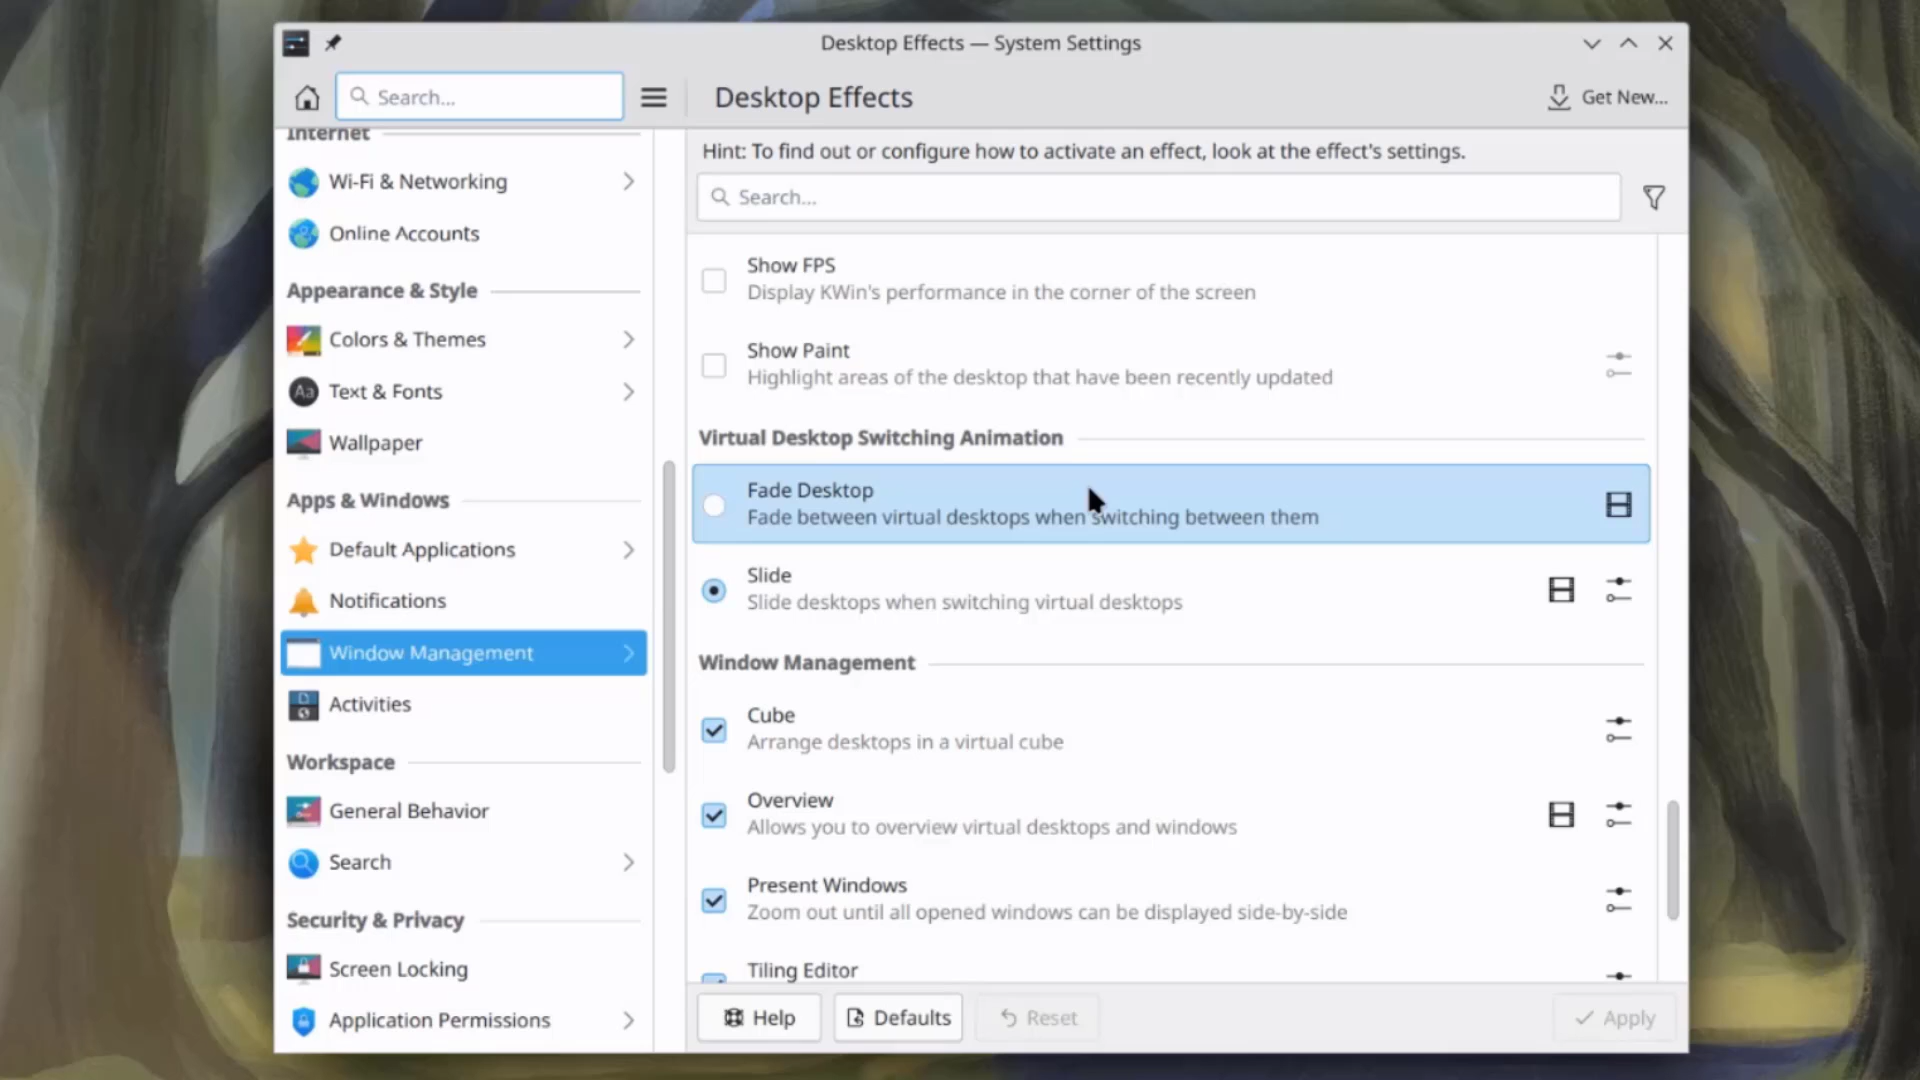 Desktop Effects — System Settings
Search...
Desktop Effects
Get New...
Internet
Wi-Fi & Networking
Online Accounts
Appearance & Style
Colors & Themes
Aa
Text & Fonts
Wallpaper
Apps & Windows
Default Applications
Notifications
Window Management
Activities
Workspace
General Behavior
Search
Security & Privacy
Screen Locking
Application Permissions
Hint: To find out or configure how to activate an effect, look at the effect's settings.
Search...
Show FPS
Display KWin's performance in the corner of the screen
Show Paint
Highlight areas of the desktop that have been recently updated
Virtual Desktop Switching Animation
Fade Desktop
Fade between virtual desktops when switching between them
Slide
Slide desktops when switching virtual desktops
Window Management
Cube
Arrange desktops in a virtual cube
Overview
Allows you to overview virtual desktops and windows
Present Windows
Zoom out until all opened windows can be displayed side-by-side
Tiling Editor
Help
Defaults
Reset
Apply